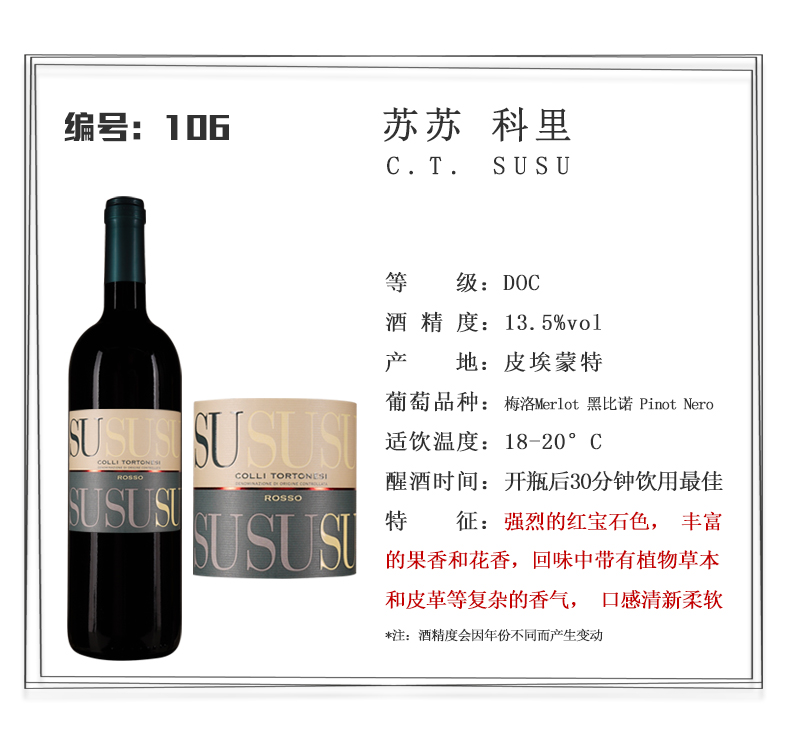 编号：106
苏苏 科里
C.T. SUSU
等 级：DOC
酒 精 度：13.5%vol
产 地：皮埃蒙特
葡萄品种：梅洛Merlot 黑比诺 Pinot Nero
适饮温度：18-20°C
醒酒时间：开瓶后30分钟饮用最佳
特 征：强烈的红宝石色， 丰富
的果香和花香，回味中带有植物草本
和皮革等复杂的香气， 口感清新柔软
*注：酒精度会因年份不同而产生变动
SUSUSU
COLLI TORTONESI
ROSSO
SUSUSU
SUSUSU
COLLI TORTONESI
DENOMINAZIONE DI ORIGINE CONTROLLATA
ROSSO
SUSUSU